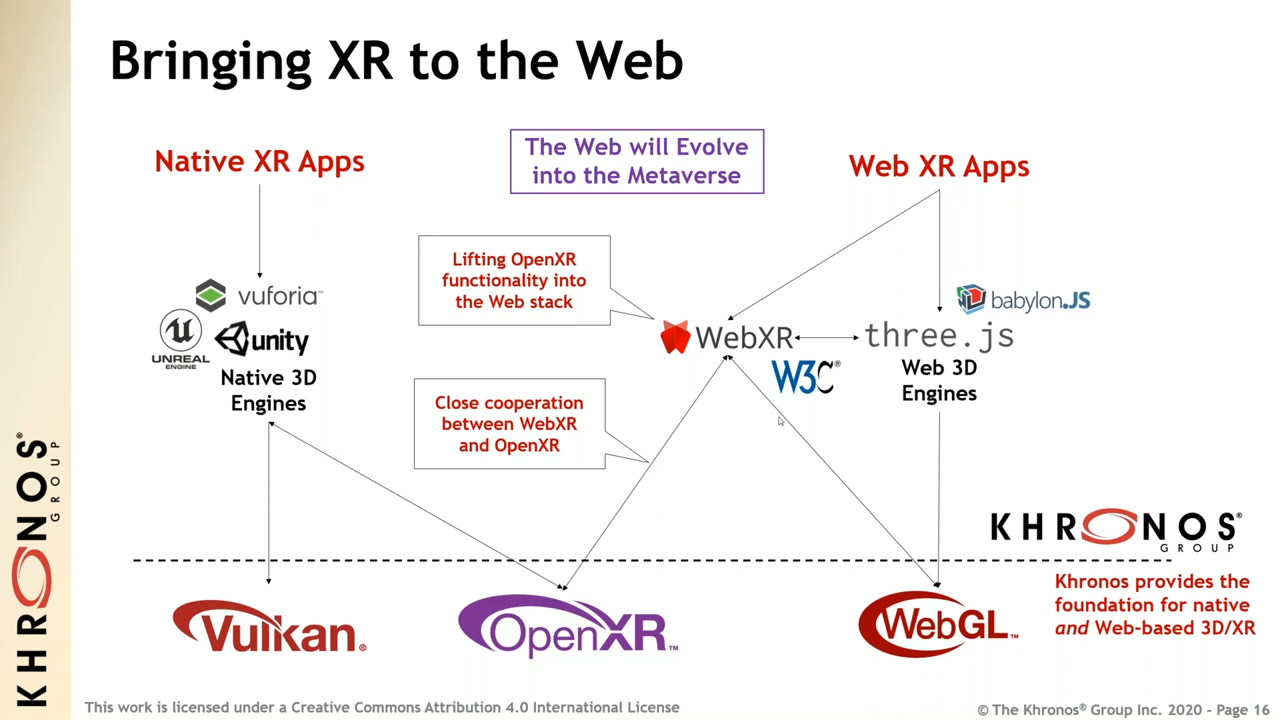 Bringing XR to the Web
Native XR Apps
The Web will Evolve
into the Metaverse
Web XR Apps
Lifting OpenXR
functionality into
the Web stack
vuforia™
UNREAL
ENGINE
unity
Native 3D
Engines
WebXR
W3C®
babylon.JS
three.js
Web 3D
Engines
Close cooperation
between WebXR
and OpenXR
KHRONOS®
GROUP
KHRONOS®
GROUP
Vulkan®
OpenXR™
WebGL™
Khronos provides the
foundation for native
and Web-based 3D/XR
This work is licensed under a Creative Commons Attribution 4.0 International License
© The Khronos® Group Inc. 2020 - Page 16